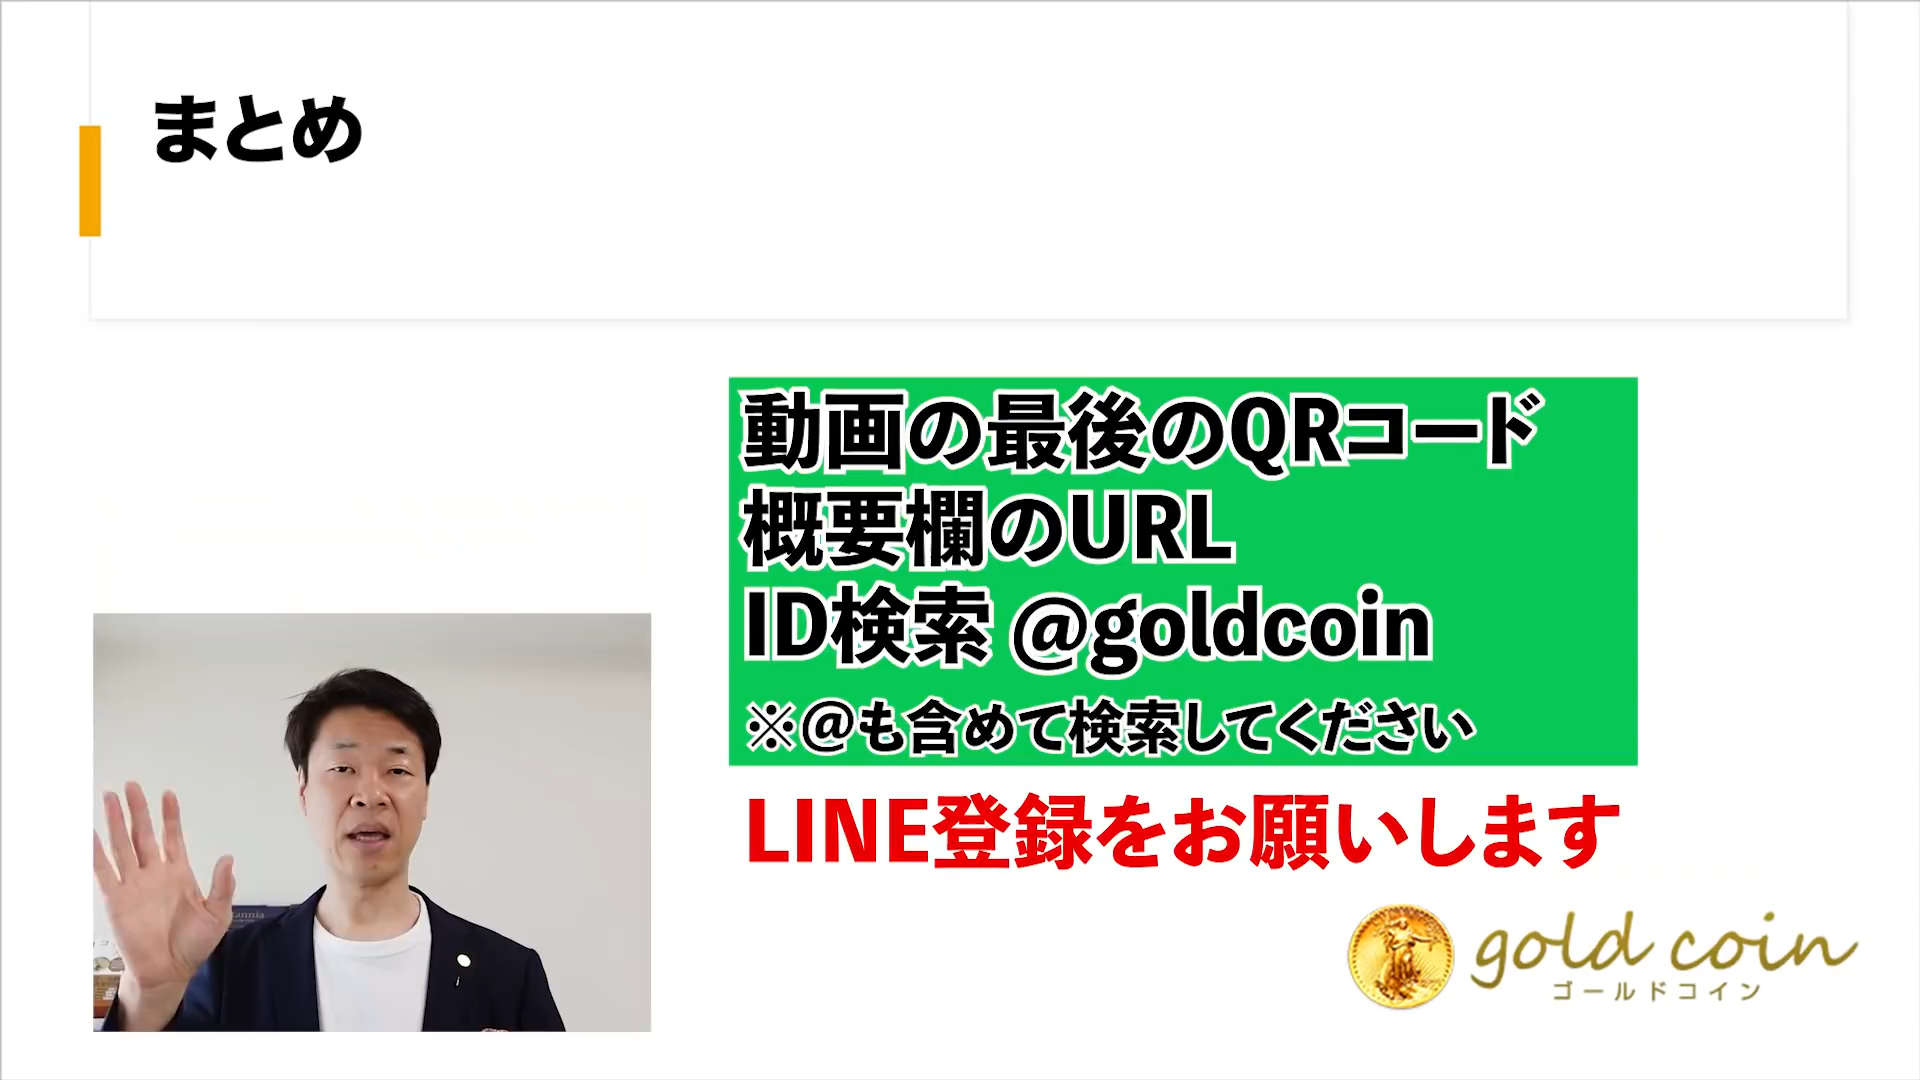 まとめ
動画の最後のQRコード
概要欄のURL
ID検索 @goldcoin
※@も含めて検索してください
LINE登録をお願いします
gold coin
ゴールドコイン